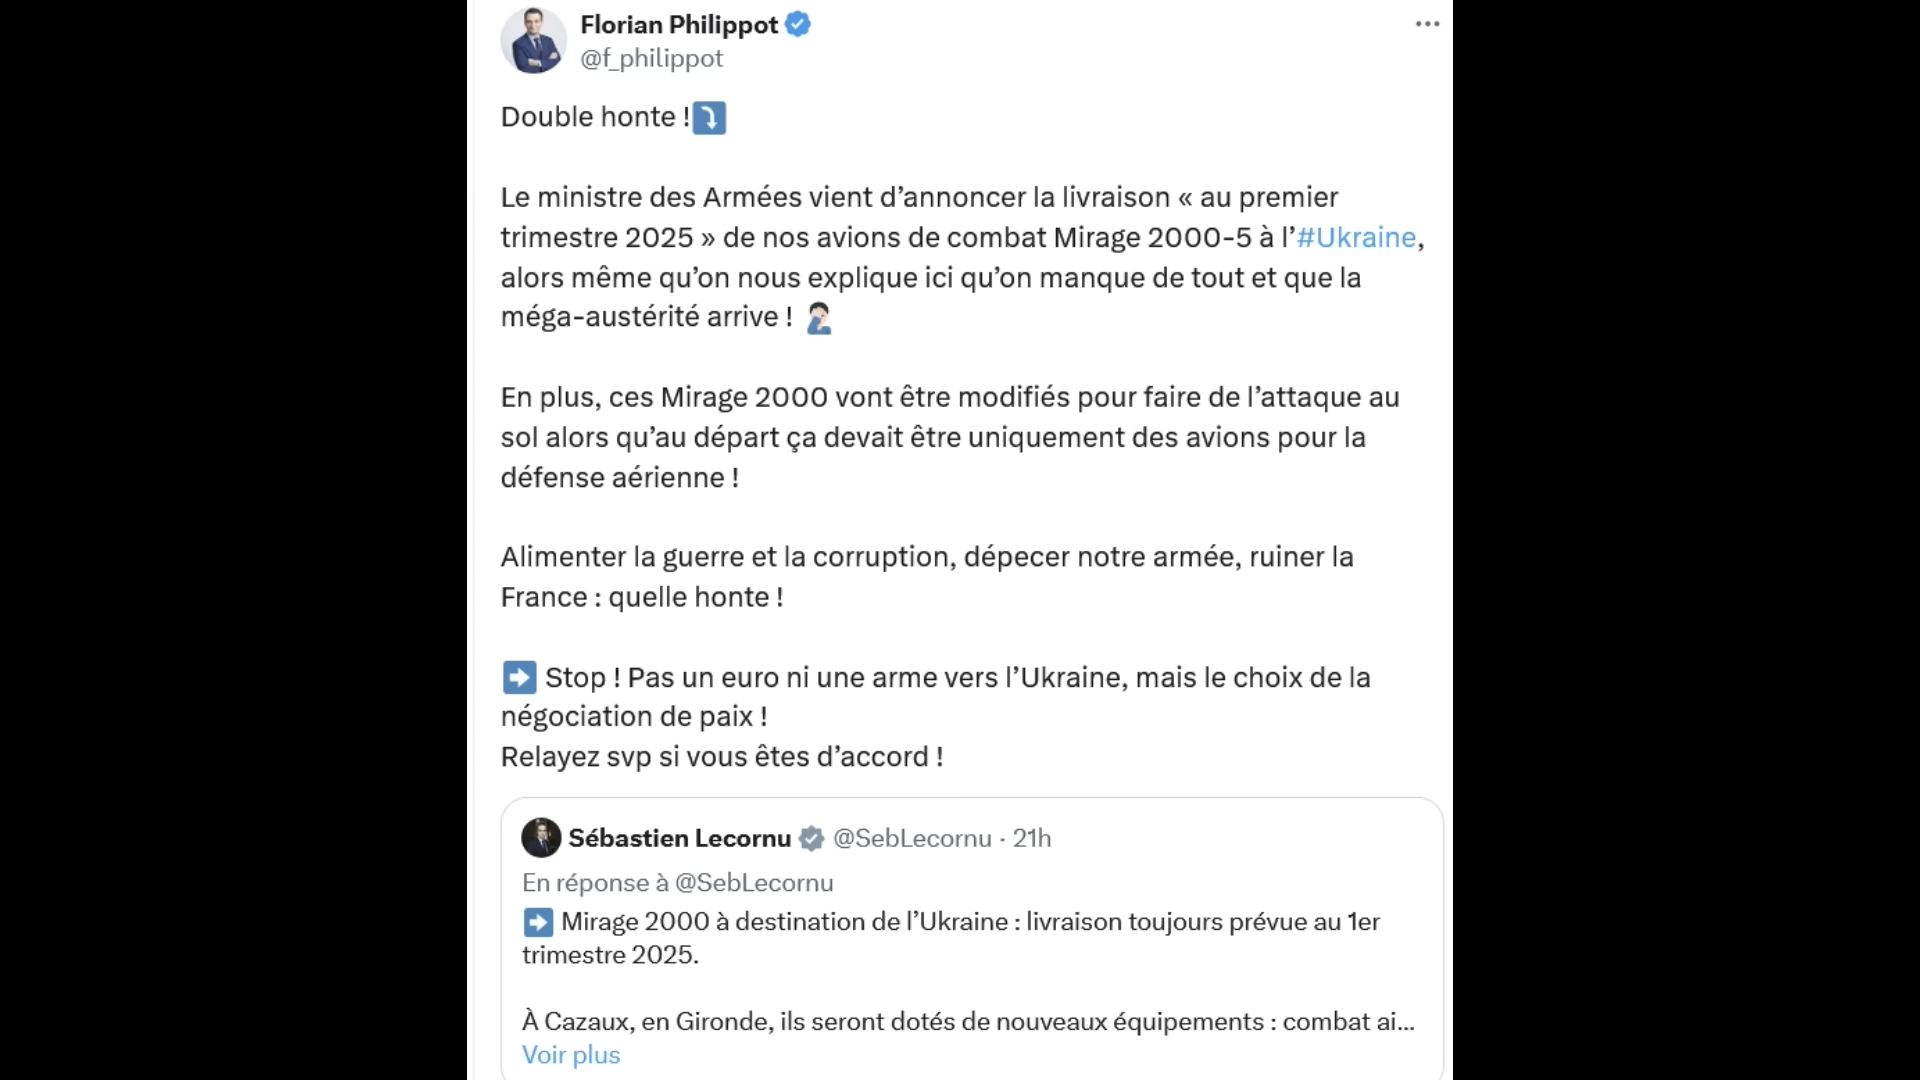 Florian Philippot
@f_philippot
Double honte !
Le ministre des Armées vient d’annoncer la livraison « au premier
trimestre 2025 » de nos avions de combat Mirage 2000-5 à l’#Ukraine,
alors même qu’on nous explique ici qu’on manque de tout et que la
méga-austérité arrive !
En plus, ces Mirage 2000 vont être modifiés pour faire de l’attaque au
sol alors qu’au départ ça devait être uniquement des avions pour la
défense aérienne !
Alimenter la guerre et la corruption, dépecer notre armée, ruiner la
France : quelle honte !
Stop ! Pas un euro ni une arme vers l’Ukraine, mais le choix de la
négociation de paix !
Relayez svp si vous êtes d’accord !
Sébastien Lecornu @SebLecornu · 21h
En réponse à @SebLecornu
Mirage 2000 à destination de l’Ukraine : livraison toujours prévue au 1er
trimestre 2025.
À Cazaux, en Gironde, ils seront dotés de nouveaux équipements : combat ai...
Voir plus